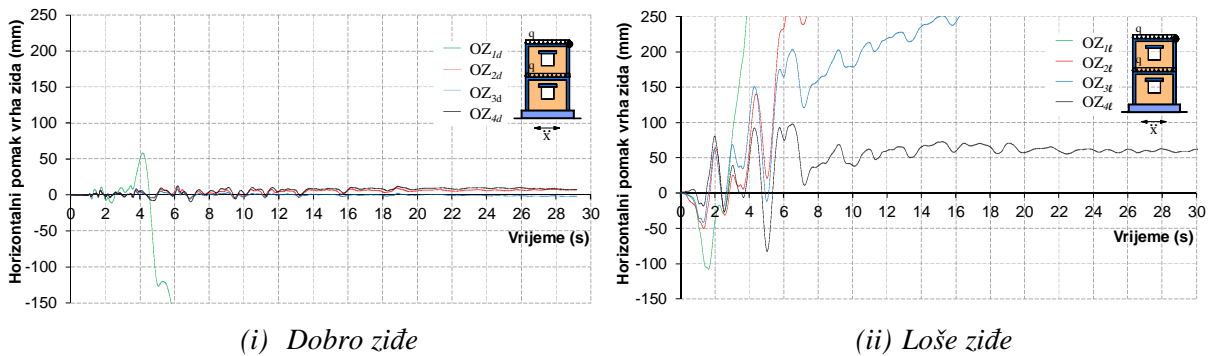 Horizontalni pomak vrha zida (mm)
250
200
150
100
50
0
-50
-100
-150
OZ1d
OZ2d
OZ3d
OZ4d
q
q
ẍ
0 2 4 6 8 10 12 14 16 18 20 22 24 26 28 30
Vrijeme (s)
(i) Dobro ziđe
Horizontalni pomak vrha zida (mm)
250
200
150
100
50
0
-50
-100
-150
OZ1ℓ
OZ2ℓ
OZ3ℓ
OZ4ℓ
q
q
ẍ
0 2 4 6 8 10 12 14 16 18 20 22 24 26 28 30
Vrijeme (s)
(ii) Loše ziđe